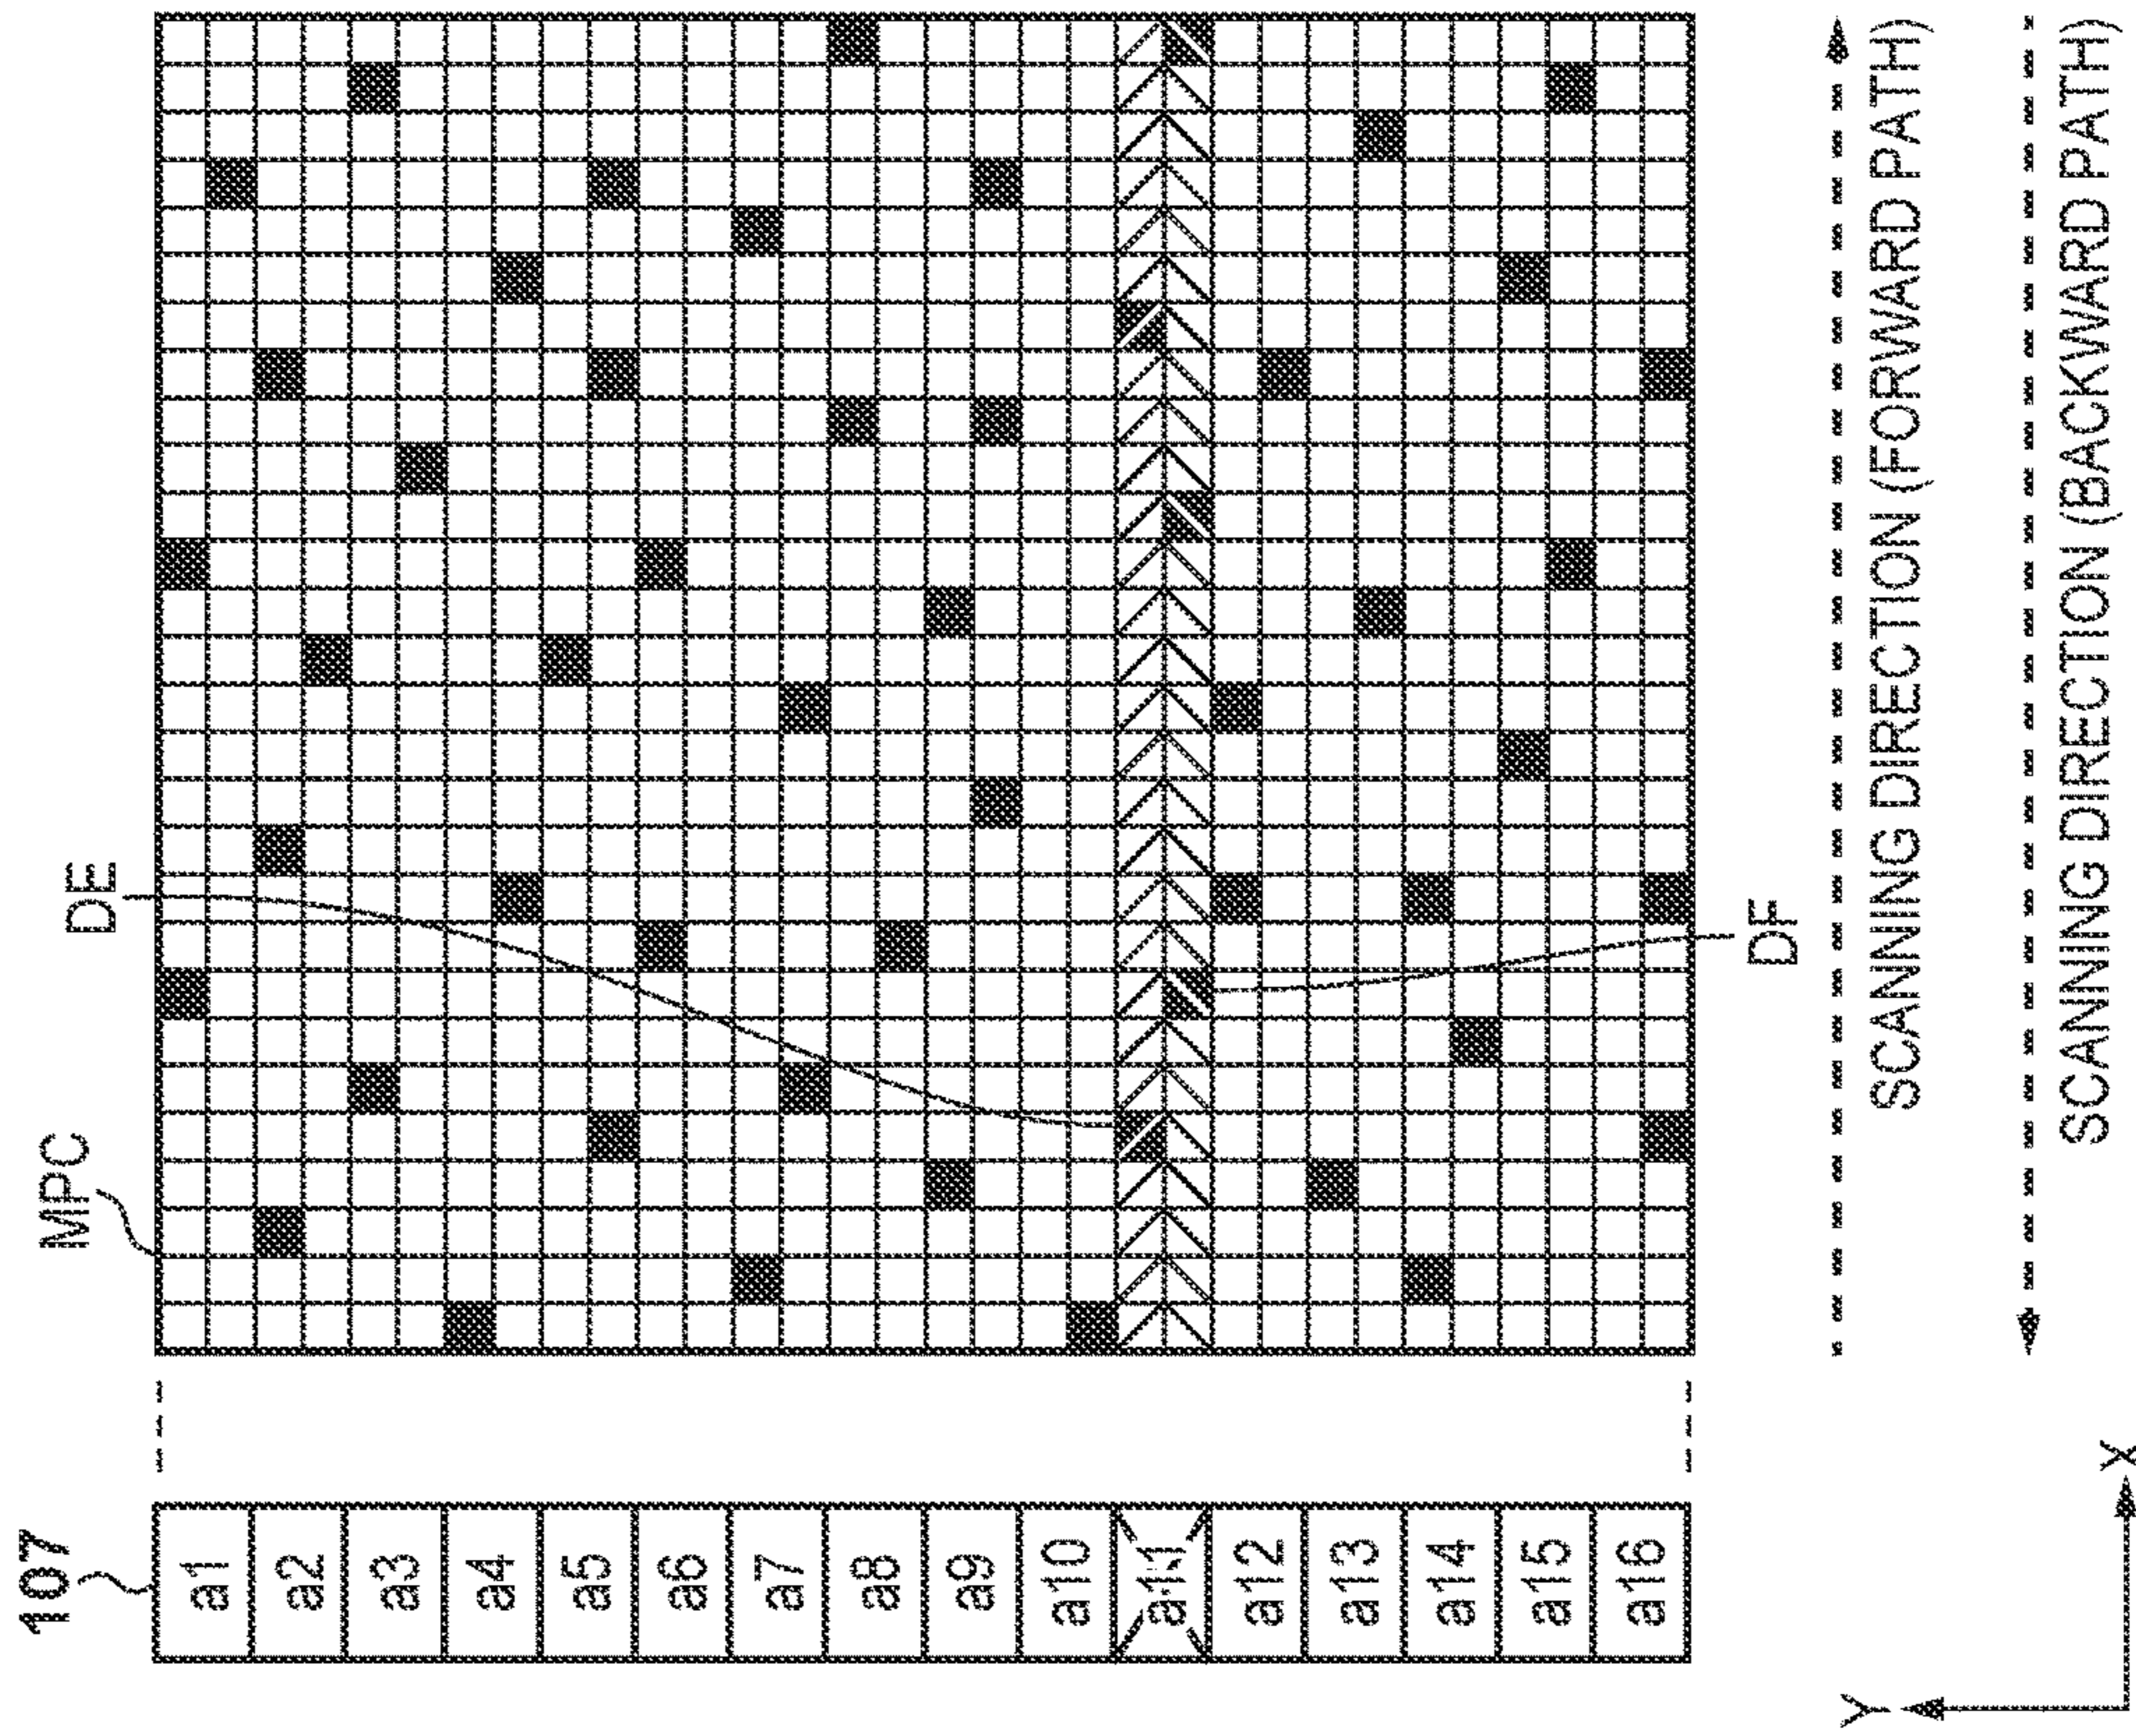 107
a1
a2
a3
a4
a5
a6
a7
a8
a9
a10
a11
a12
a13
a14
a15
a16
MPC
DE
DF
SCANNING DIRECTION (FORWARD PATH)
SCANNING DIRECTION (BACKWARD PATH)
Y
X